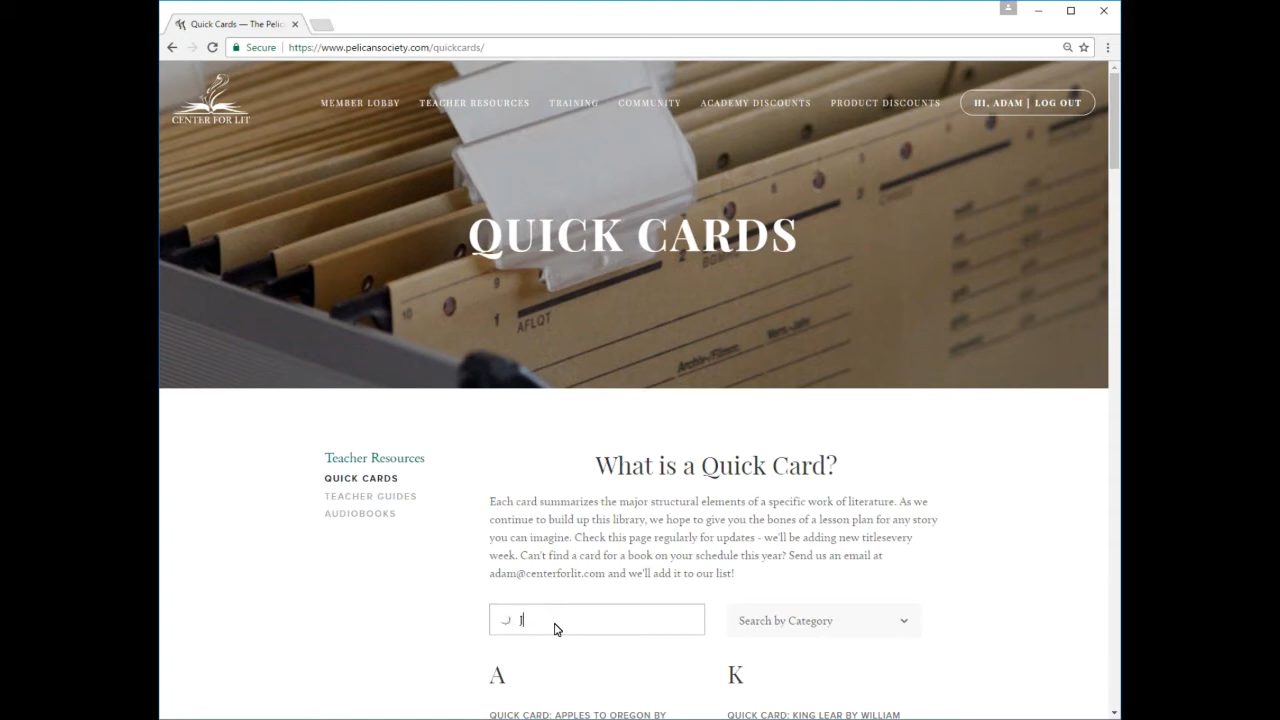 Quick Cards — The Pelic
Secure
https://www.pelicansociety.com/quickcards/
CENTER FOR LIT
MEMBER LOBBY
TEACHER RESOURCES
TRAINING
COMMUNITY
ACADEMY DISCOUNTS
PRODUCT DISCOUNTS
HI, ADAM | LOG OUT
QUICK CARDS
9
2
6
10
1
AFLQT
What is a Quick Card?
Teacher Resources
QUICK CARDS
TEACHER GUIDES
AUDIOBOOKS
Each card summarizes the major structural elements of a specific work of literature. As we
continue to build up this library, we hope to give you the bones of a lesson plan for any story
you can imagine. Check this page regularly for updates - we'll be adding new titlesevery
week. Can't find a card for a book on your schedule this year? Send us an email at
adam@centerforlit.com and we'll add it to our list!
J
Search by Category
A
K
QUICK CARD: APPLES TO OREGON BY
QUICK CARD: KING LEAR BY WILLIAM